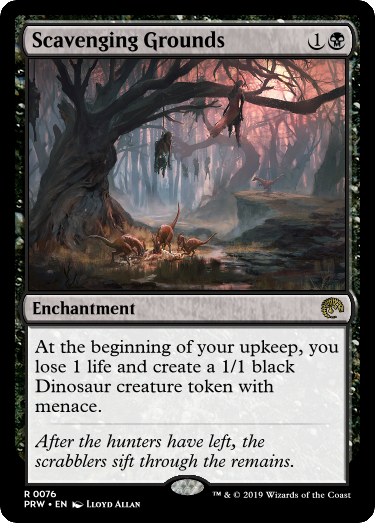 Scavenging Grounds 1
Enchantment
At the beginning of your upkeep, you
lose 1 life and create a 1/1 black
Dinosaur creature token with
menace.
After the hunters have left, the
scrabblers sift through the remains.
R 0076
PRW • EN Lloyd Allan
™ & © 2019 Wizards of the Coast